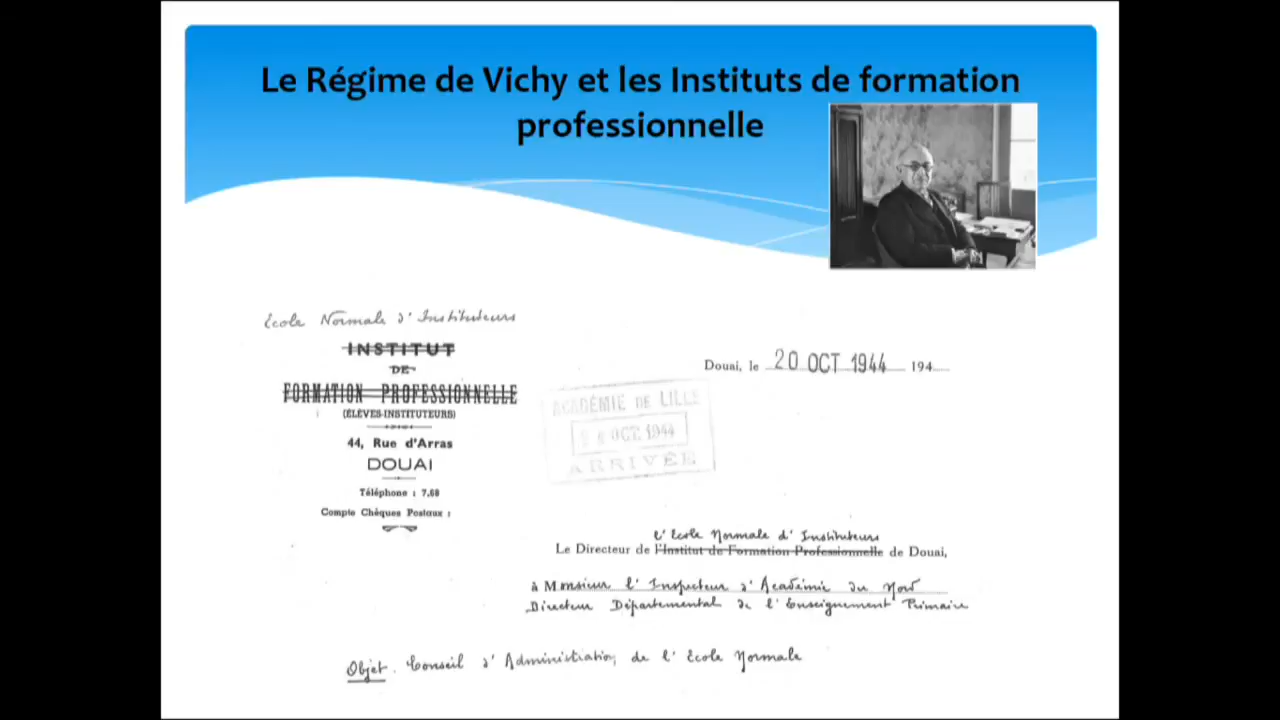 Le Régime de Vichy et les Instituts de formation
professionnelle
École Normale d'Instituteurs
INSTITUT
DE
FORMATION PROFESSIONNELLE
(ÉLÈVES-INSTITUTEURS)
44, Rue d'Arras
DOUAI
Téléphone : 7.68
Compte Chèques Postaux :
Douai, le 20 OCT 1944 194
ACADÉMIE DE LILLE
OCT. 1944
ARRIVÉE
l'École Normale d'Instituteurs
Le Directeur de l'Institut de Formation Professionnelle de Douai,
à Monsieur l'Inspecteur d'Académie du Nord
Directeur Départemental de l'Enseignement Primaire
Objet. Conseil d'Administration de l'École Normale